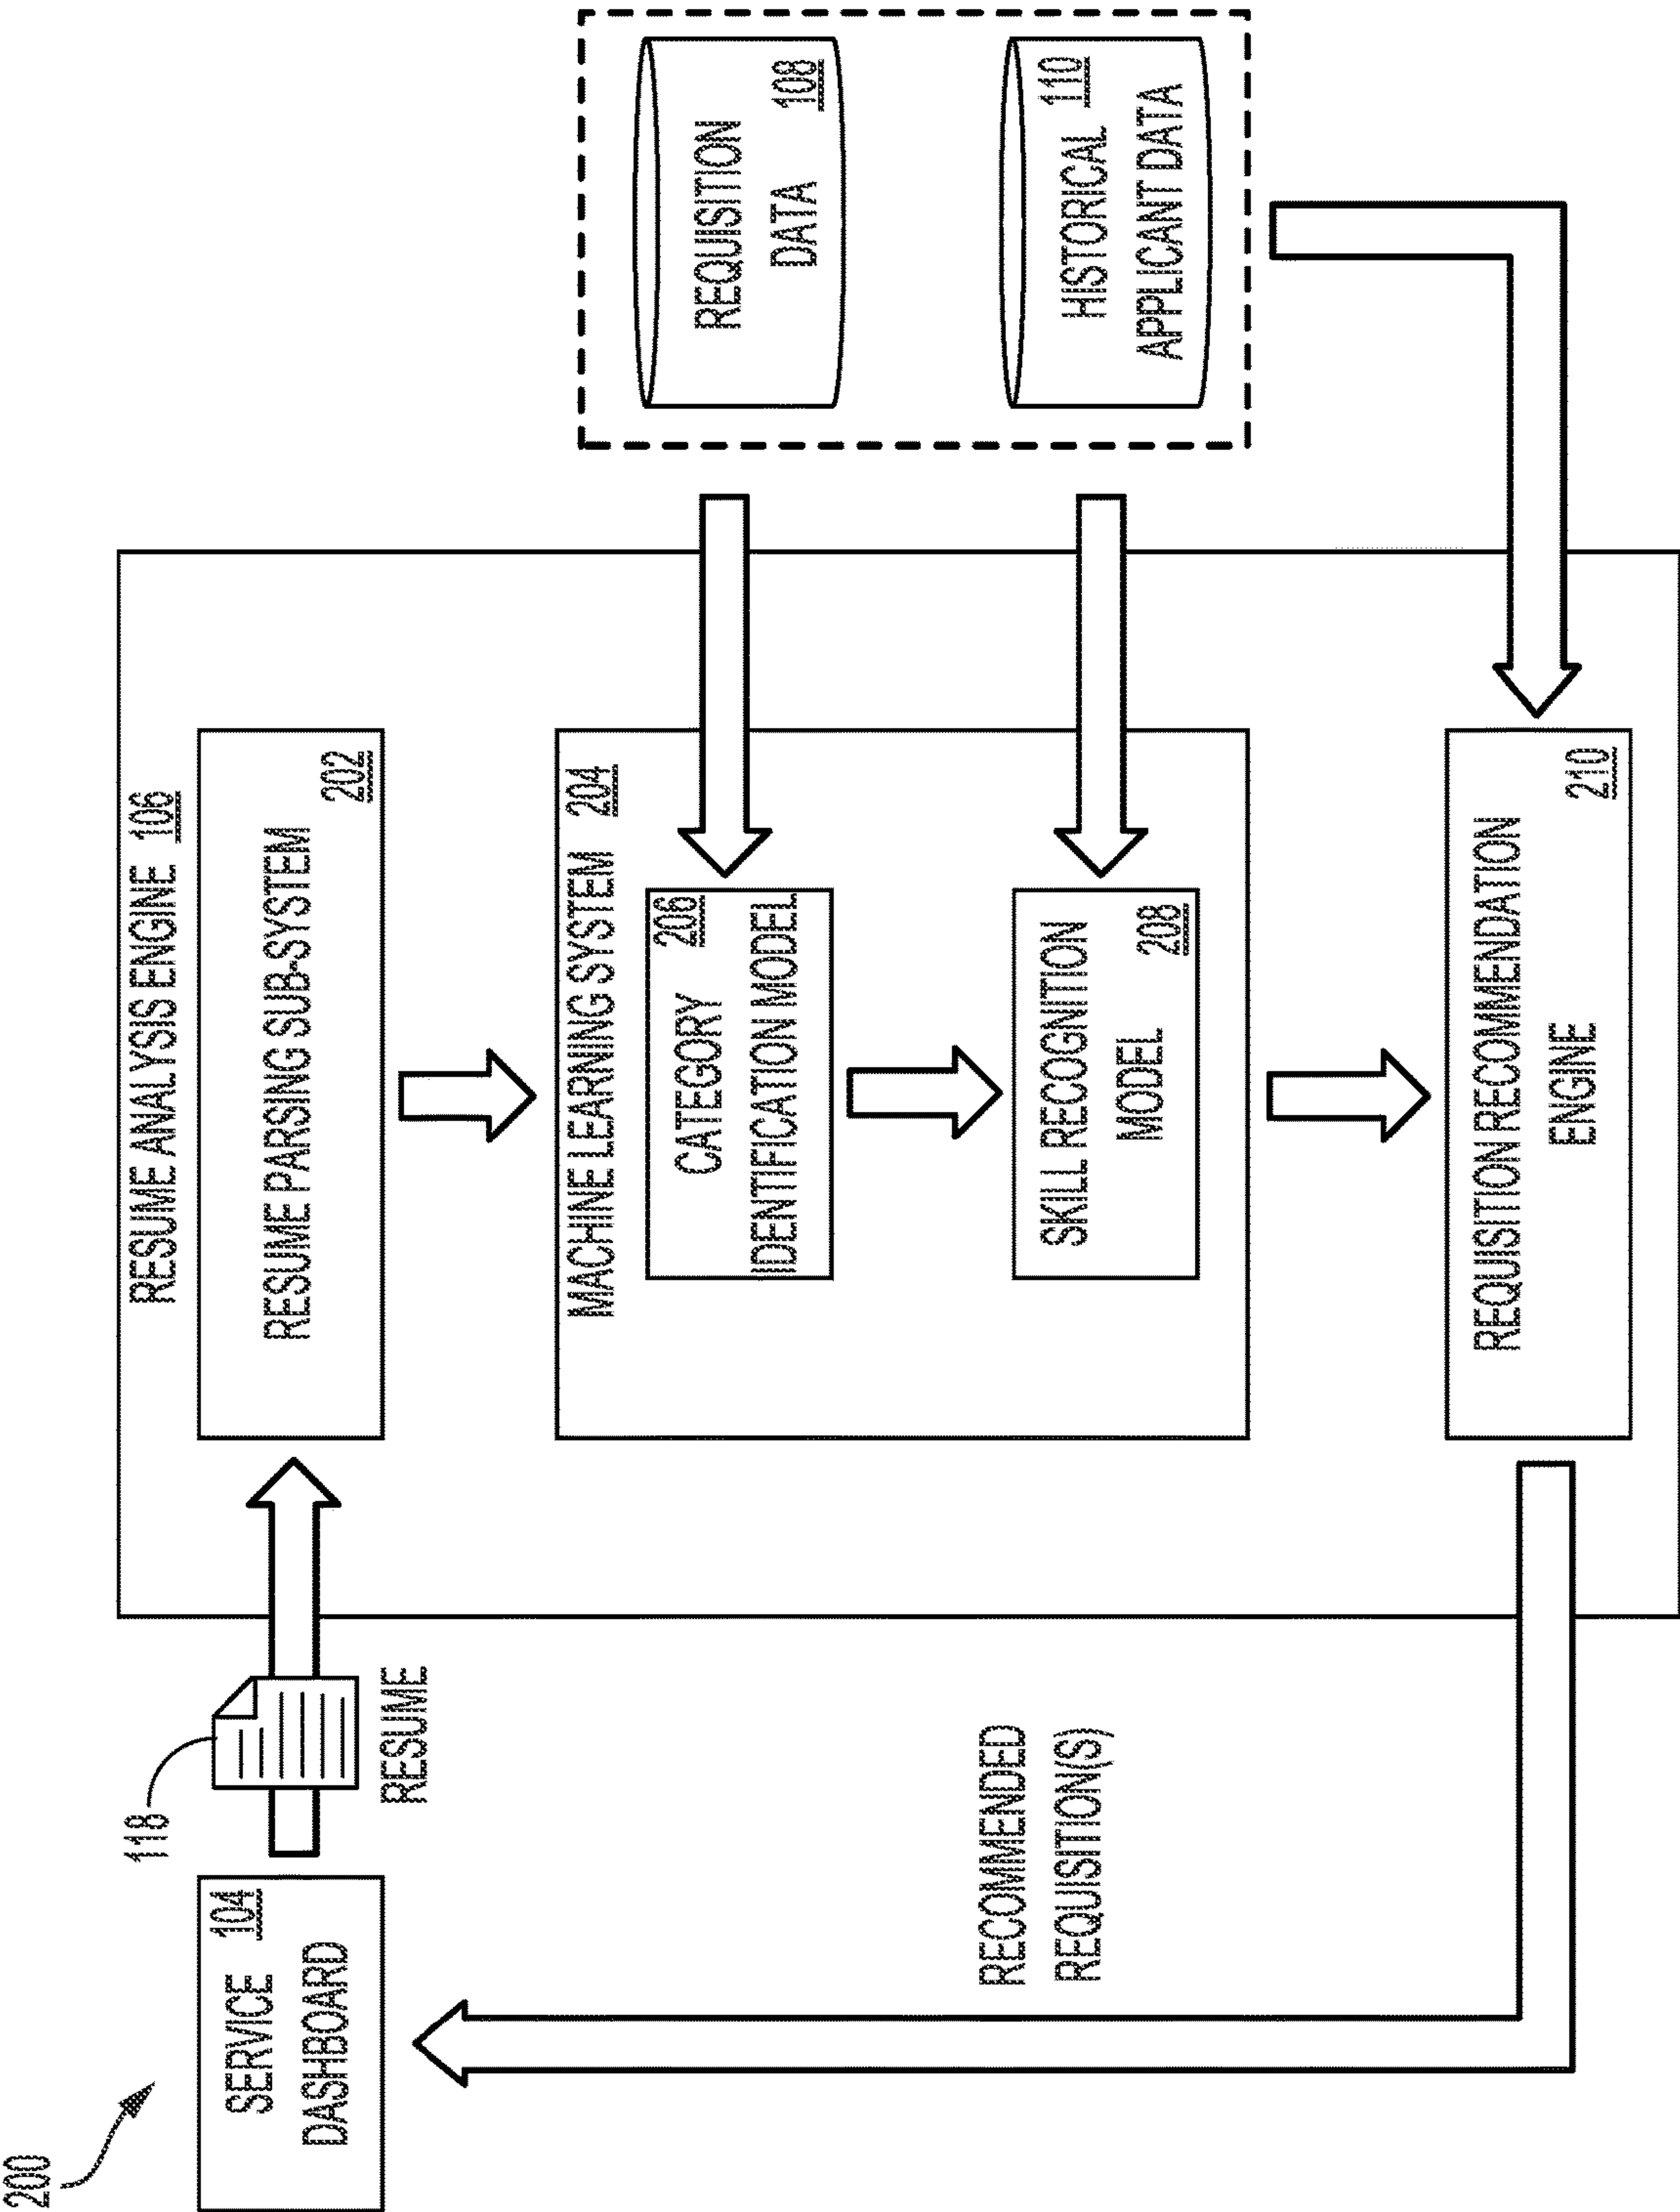 200
SERVICE 104
DASHBOARD
118
RESUME
RECOMMENDED
REQUISITION(S)
RESUME ANALYSIS ENGINE 106
RESUME PARSING SUB-SYSTEM
202
MACHINE LEARNING SYSTEM 204
CATEGORY 206
IDENTIFICATION MODEL
SKILL RECOGNITION
MODEL 208
REQUISITION RECOMMENDATION
ENGINE 210
REQUISITION
DATA 108
HISTORICAL 110
APPLICANT DATA